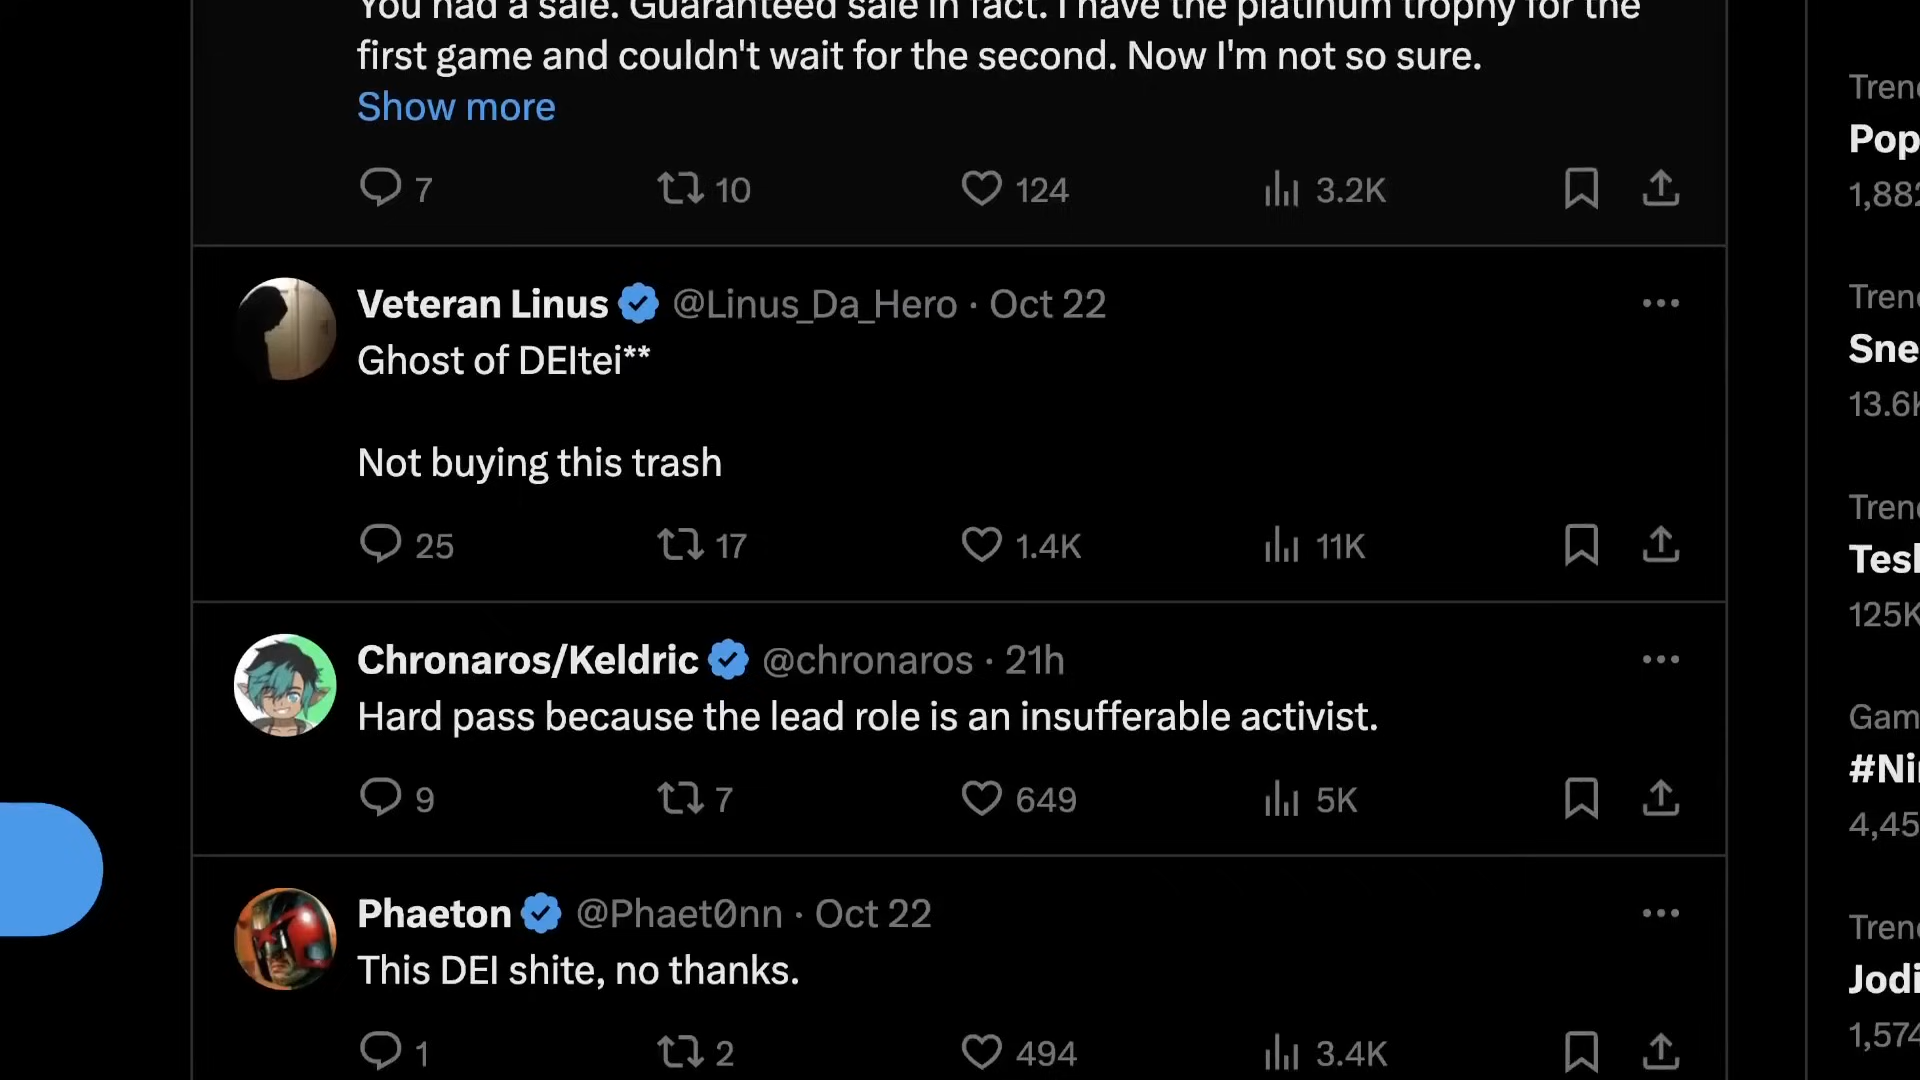 You had a sale. Guaranteed sale in fact. I have the platinum trophy for the
first game and couldn't wait for the second. Now I'm not so sure.
Show more
7 10 124 3.2K
Veteran Linus @Linus_Da_Hero · Oct 22
Ghost of DEItei**
Not buying this trash
25 17 1.4K 11K
Chronaros/Keldric @chronaros · 21h
Hard pass because the lead role is an insufferable activist.
9 7 649 5K
Phaeton @Phaet0nn · Oct 22
This DEI shite, no thanks.
1 2 494 3.4K
Tren
Pop
1,882
Tren
Sne
13.6K
Tren
Tesl
125K
Gam
#Ni
4,45
Tren
Jodi
1,574